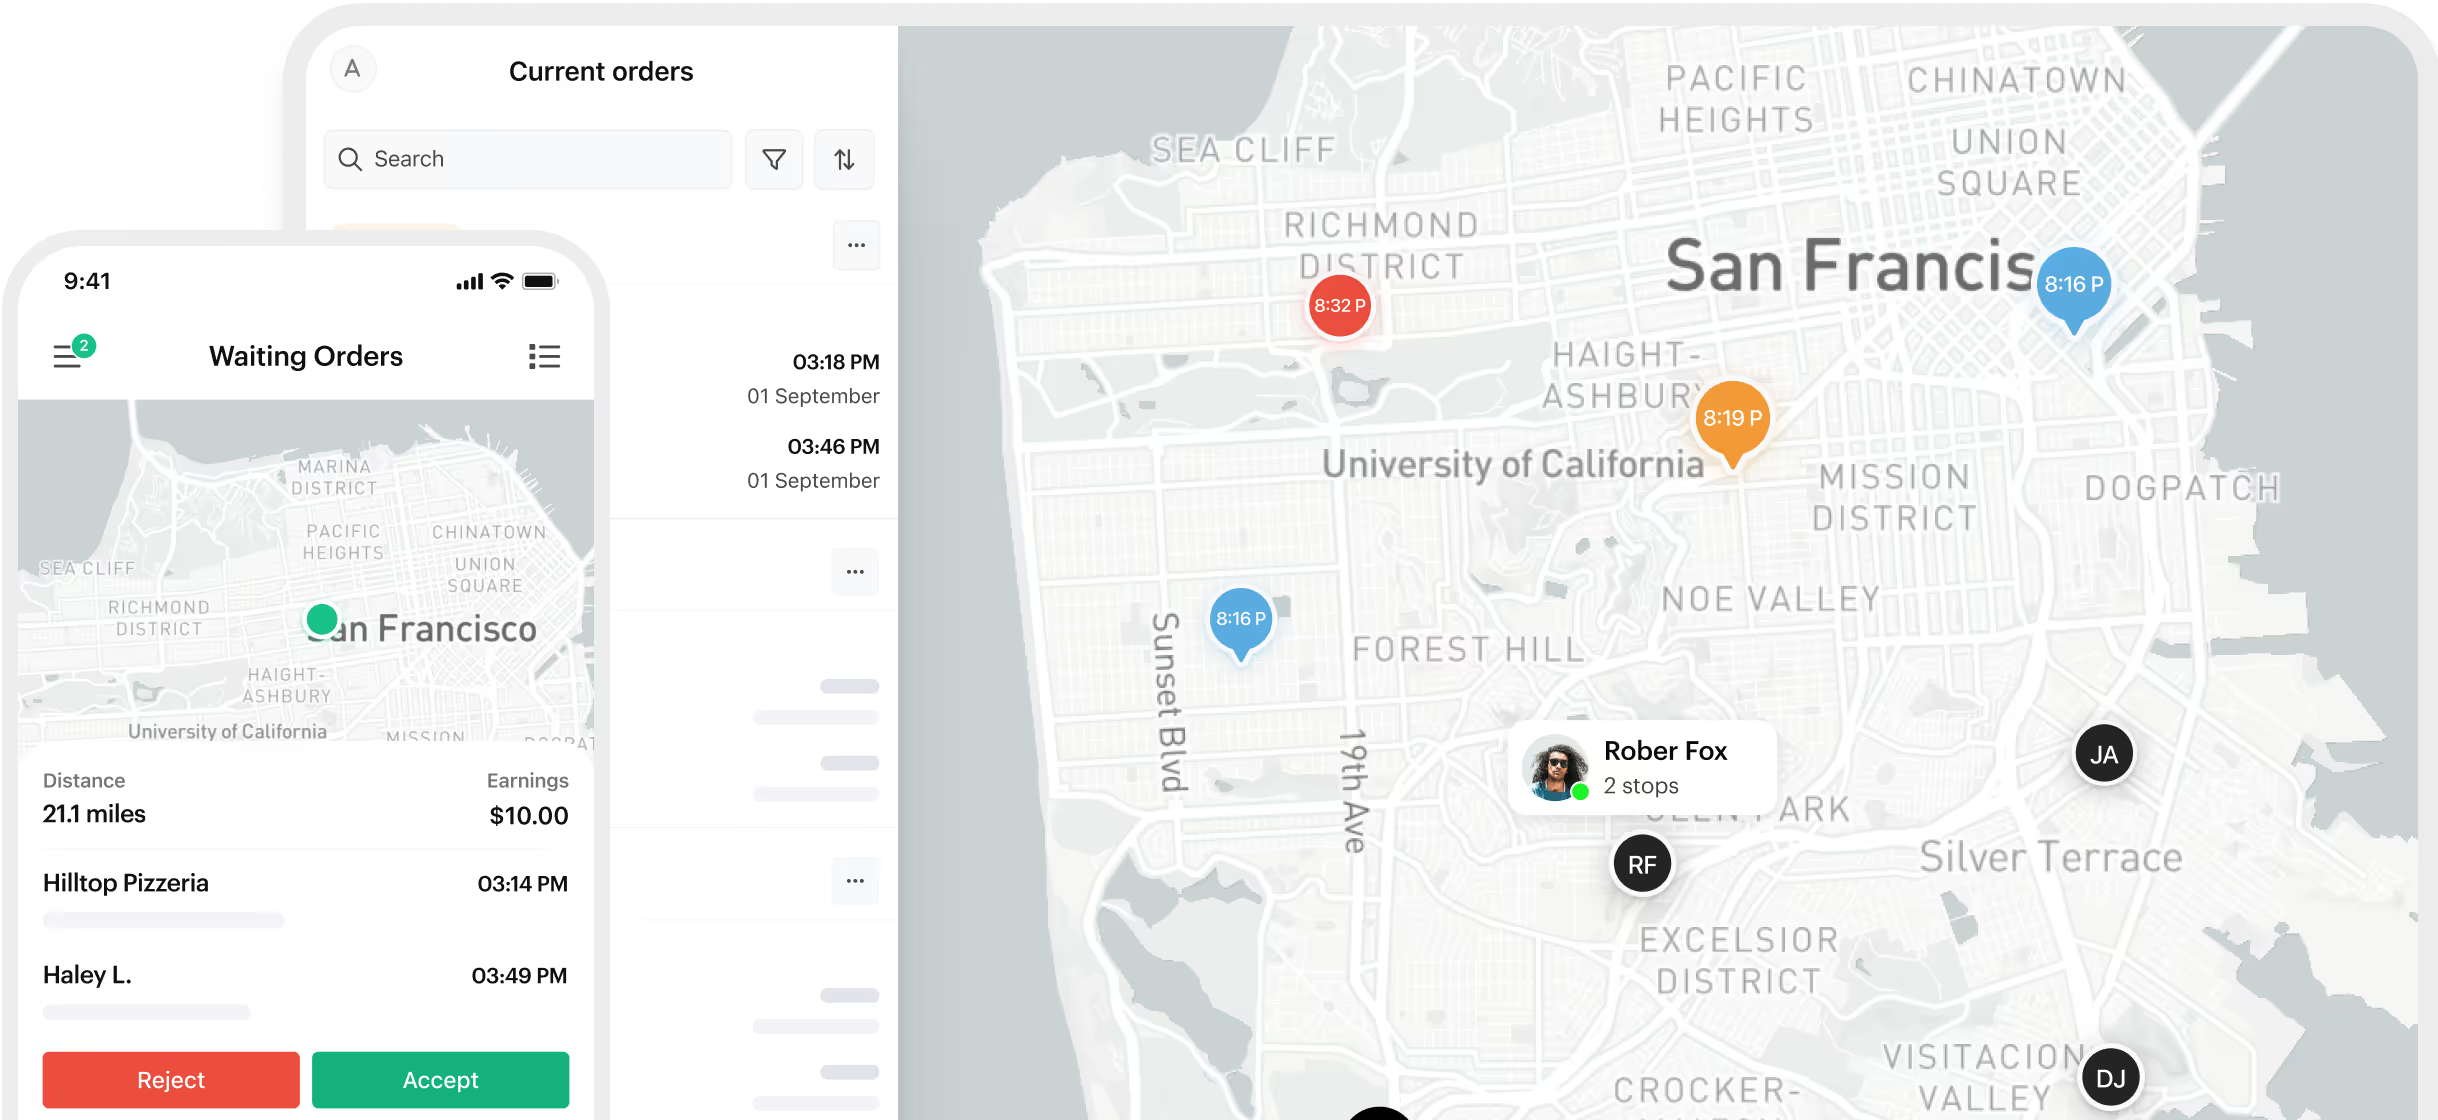 A
Current orders
Search
...
03:18 PM
01 September
03:46 PM
01 September
...
...
9:41
2
Waiting Orders
MARINA
DISTRICT
PACIFIC
HEIGHTS
CHINATOWN
SEA CLIFF
UNION
SQUARE
RICHMOND
DISTRICT
San Francisco
HAIGHT-
ASHBURY
University of California
MISSION
Distance
Earnings
21.1 miles
$10.00
Hilltop Pizzeria
03:14 PM
Haley L.
03:49 PM
Reject
Accept
PACIFIC
HEIGHTS
CHINATOWN
UNION
SQUARE
SEA CLIFF
RICHMOND
DISTRICT
San Francis
8:16 P
8:32 P
HAIGHT-
ASHBURY
8:19 P
University of California
MISSION
DISTRICT
DOGPATCH
NOE VALLEY
8:16 P
Sunset Blvd
FOREST HILL
19th Ave
Rober Fox
2 stops
JA
PARK
RF
Silver Terrace
EXCELSIOR
DISTRICT
VISITACION
VALLEY
DJ
CROCKER-